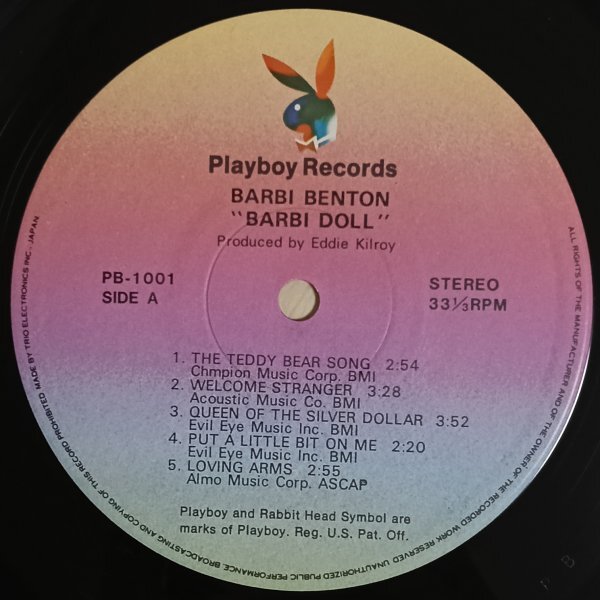 Playboy Records
BARBI BENTON
"BARBI DOLL"
Produced by Eddie Kilroy
PB-1001
SIDE A
STEREO
33⅓RPM
1. THE TEDDY BEAR SONG 2:54
Chmpion Music Corp. BMI
2. WELCOME STRANGER 3:28
Acoustic Music Co. BMI
3. QUEEN OF THE SILVER DOLLAR 3:52
Evil Eye Music Inc. BMI
4. PUT A LITTLE BIT ON ME 2:20
Evil Eye Music Inc. BMI
5. LOVING ARMS 2:55
Almo Music Corp. ASCAP
Playboy and Rabbit Head Symbol are
marks of Playboy. Reg. U.S. Pat. Off.
ALL RIGHTS OF THE MANUFACTURER AND OF THE OWNER OF THE RECORDED WORK RESERVED UNAUTHORIZED PUBLIC PERFORMANCE BROADCASTING AND COPYING OF THIS RECORD PROHIBITED MADE BY TRIO ELECTRONICS INC - JAPAN.